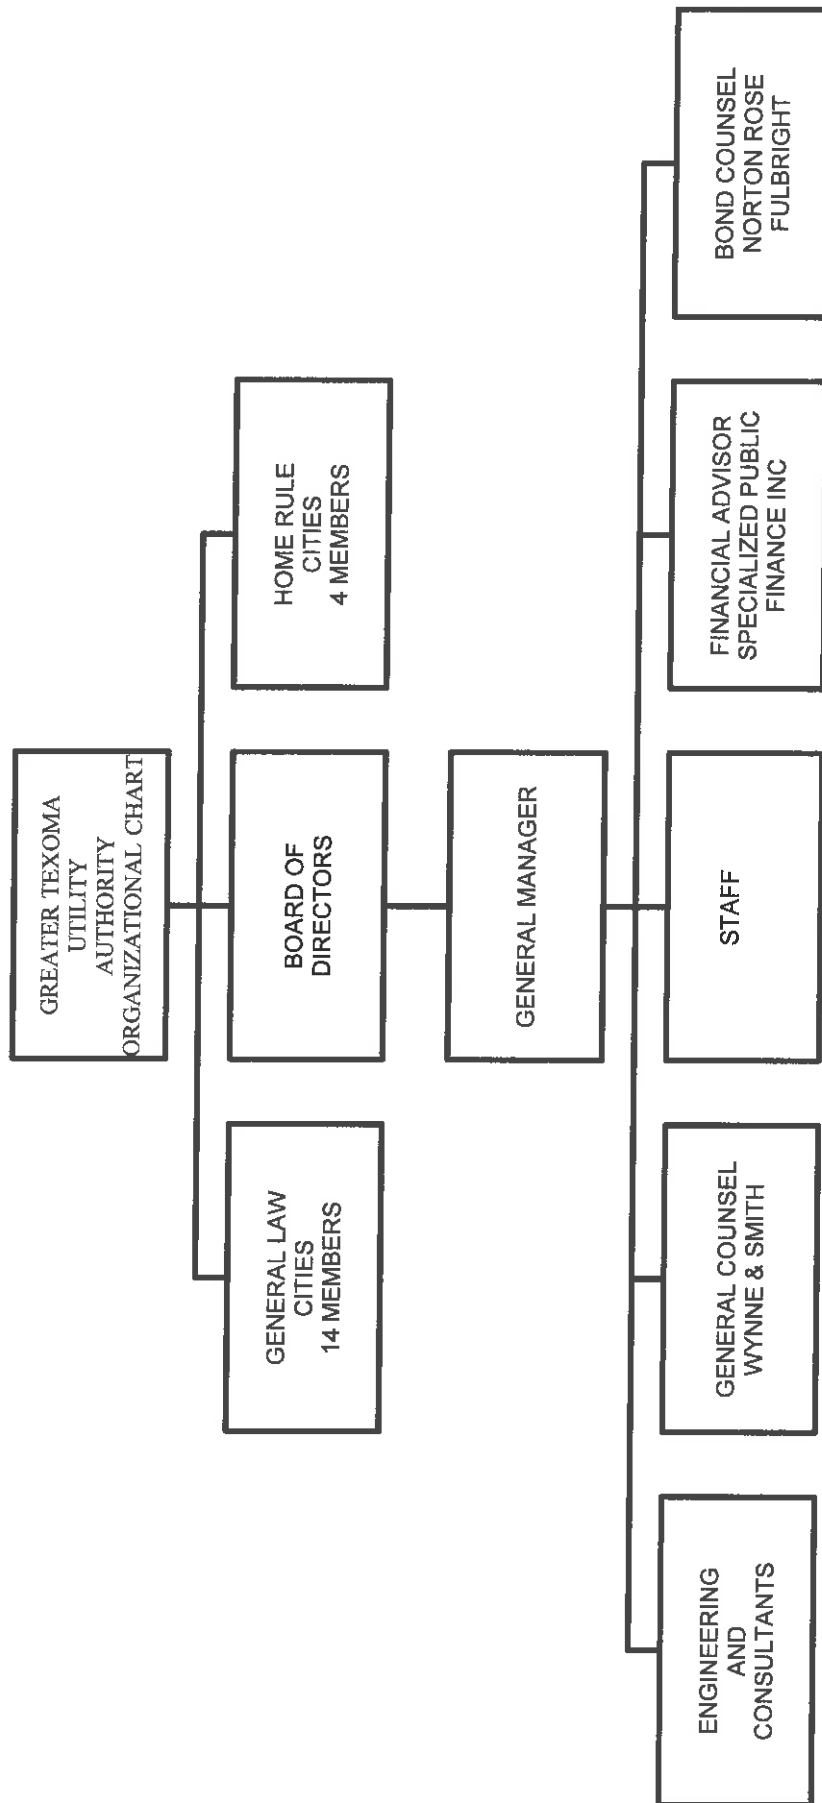 GREATER TEXOMA
UTILITY
AUTHORITY
ORGANIZATIONAL CHART
GENERAL LAW
CITIES
14 MEMBERS
BOARD OF
DIRECTORS
HOME RULE
CITIES
4 MEMBERS
GENERAL MANAGER
ENGINEERING
AND
CONSULTANTS
GENERAL COUNSEL
WYNNE & SMITH
STAFF
FINANCIAL ADVISOR
SPECIALIZED PUBLIC
FINANCE INC
BOND COUNSEL
NORTON ROSE
FULBRIGHT